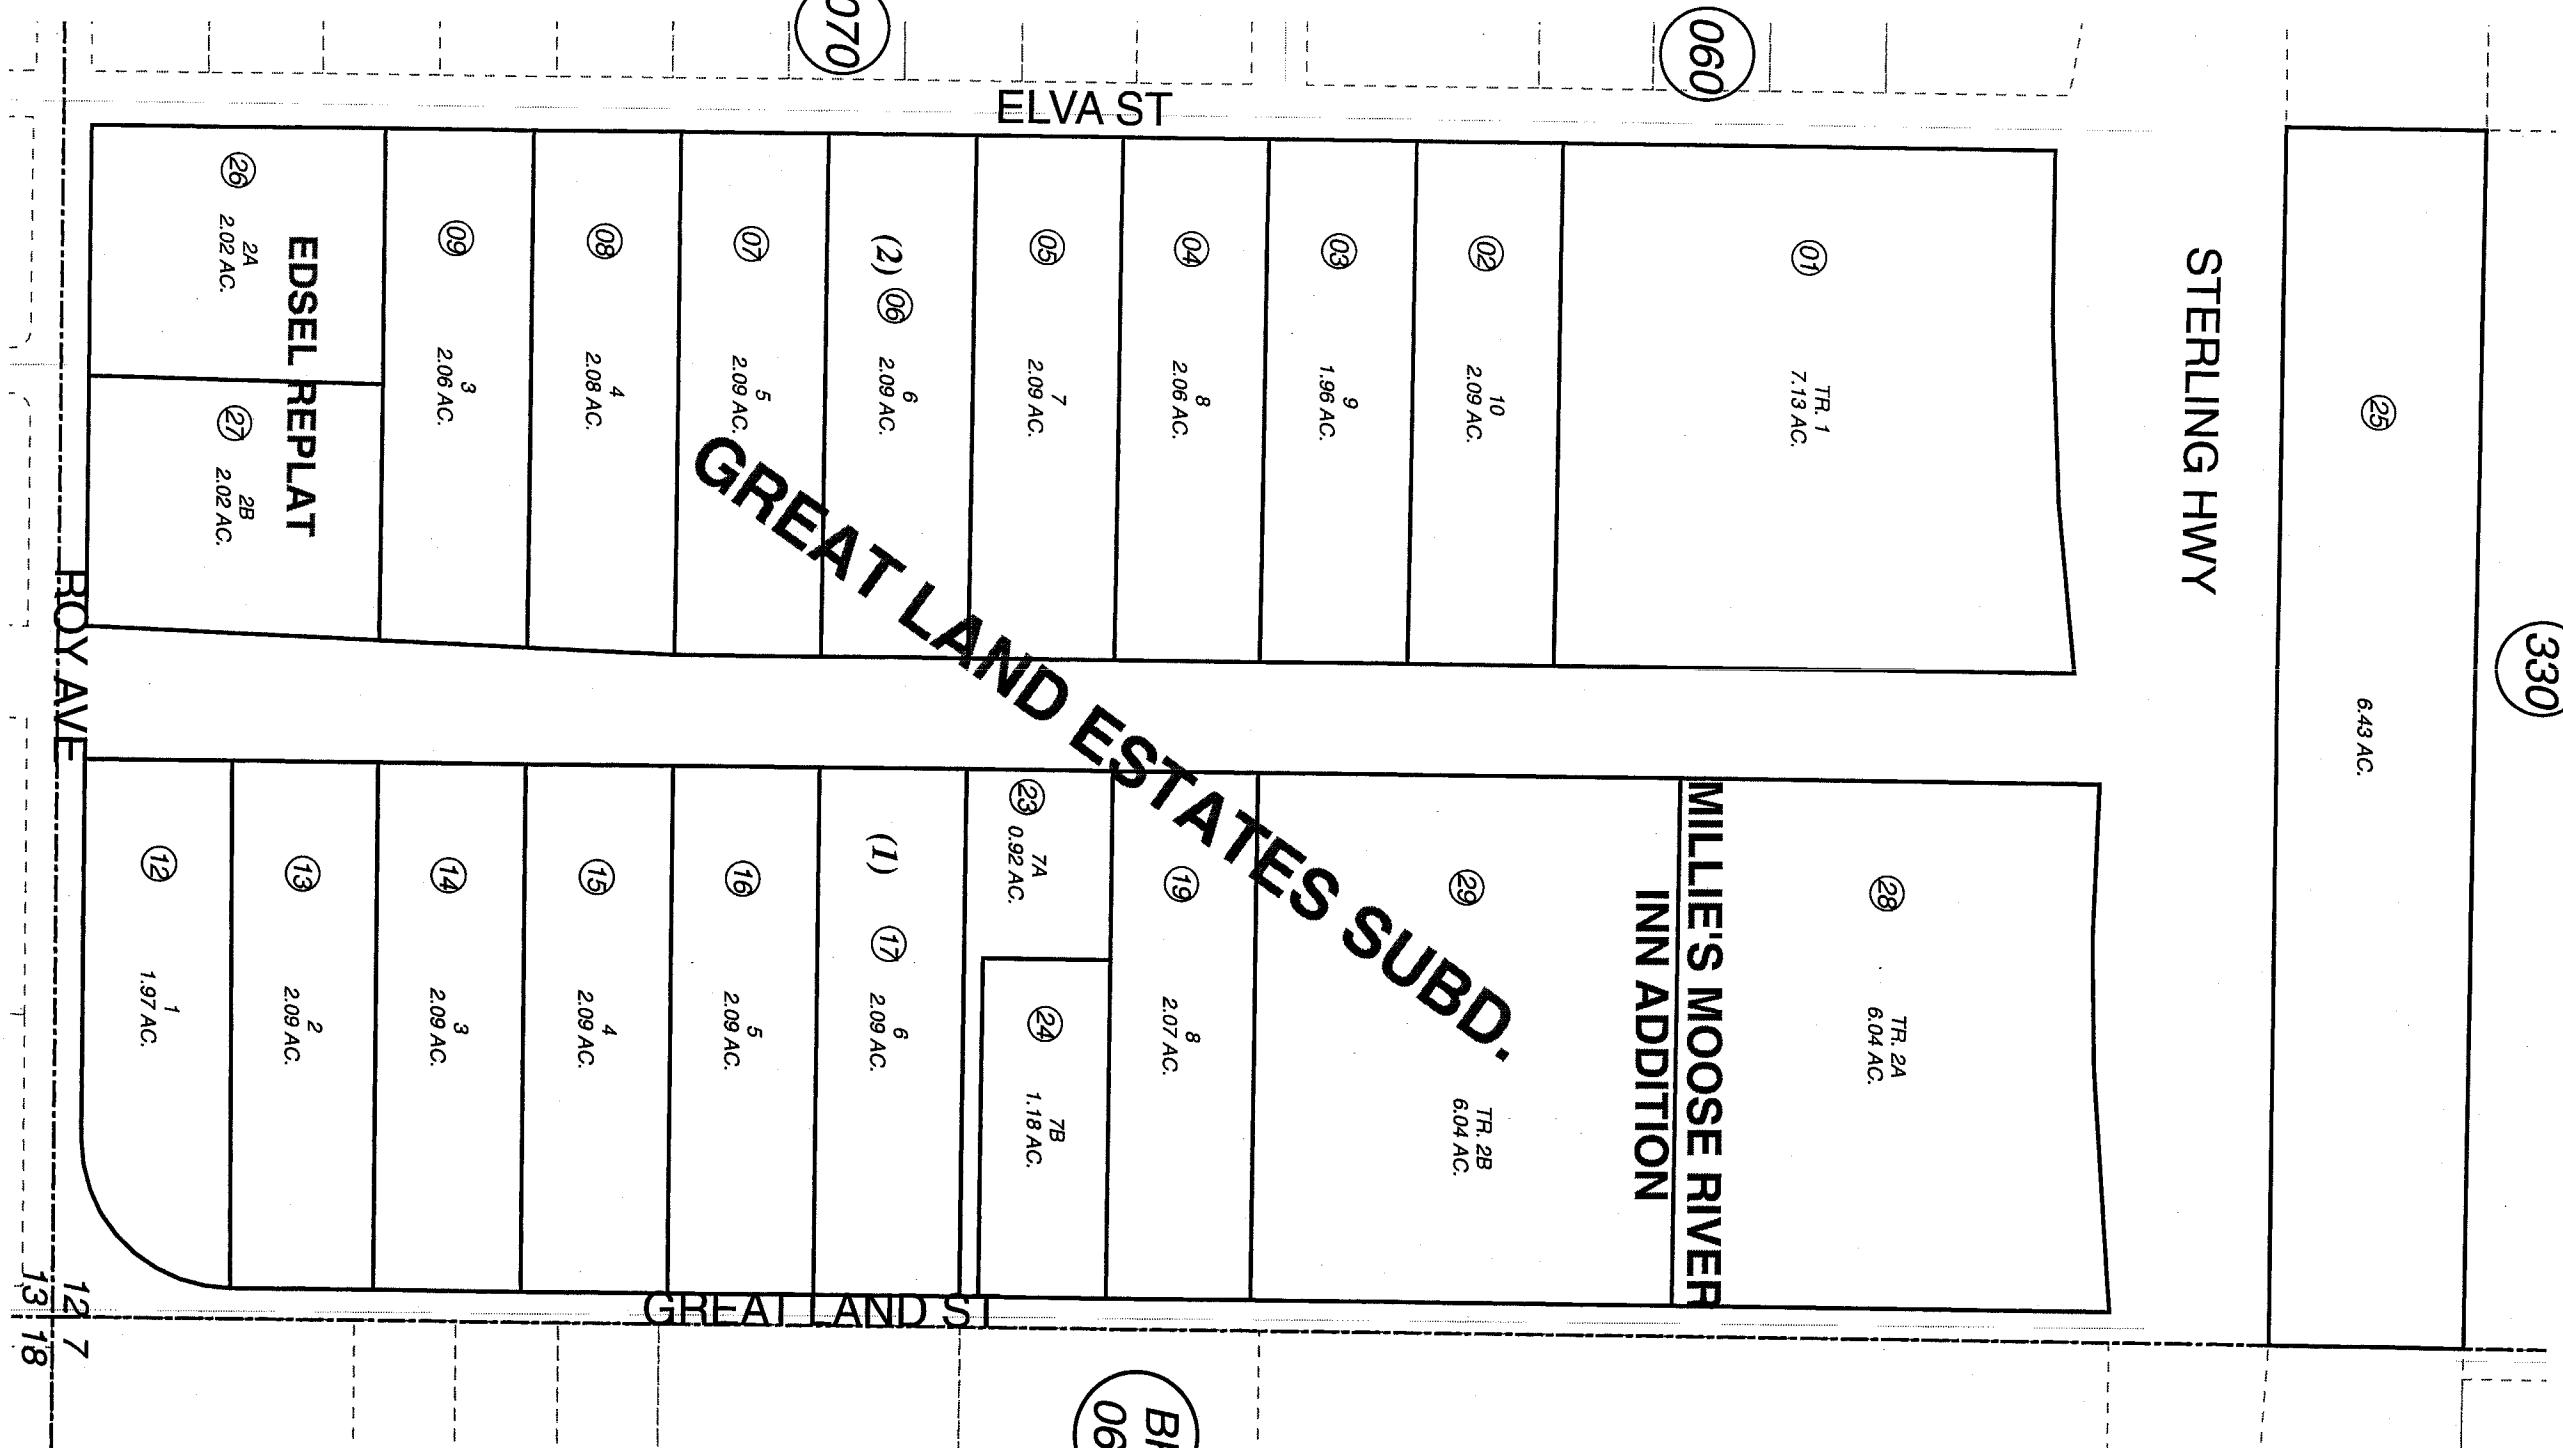 070
060
ELVA ST
STERLING HWY
330
26
2A
2.02 AC.
EDSEL REPLAT
27
2B
2.02 AC.
09
3
2.06 AC.
08
4
2.08 AC.
07
5
2.09 AC.
(2)
06
6
2.09 AC.
05
7
2.09 AC.
04
8
2.06 AC.
03
9
1.96 AC.
02
10
2.09 AC.
01
TR. 1
7.13 AC.
25
6.43 AC.
GREAT LAND ESTATES SUBD.
ROY AVE
12
1
1.97 AC.
13
2
2.09 AC.
14
3
2.09 AC.
15
4
2.09 AC.
16
5
2.09 AC.
(1)
17
6
2.09 AC.
23
7A
0.92 AC.
24
7B
1.18 AC.
19
8
2.07 AC.
29
TR. 2B
6.04 AC.
MILLIE'S MOOSE RIVER
INN ADDITION
28
TR. 2A
6.04 AC.
GREAT LAND ST
12
7
13
18
06